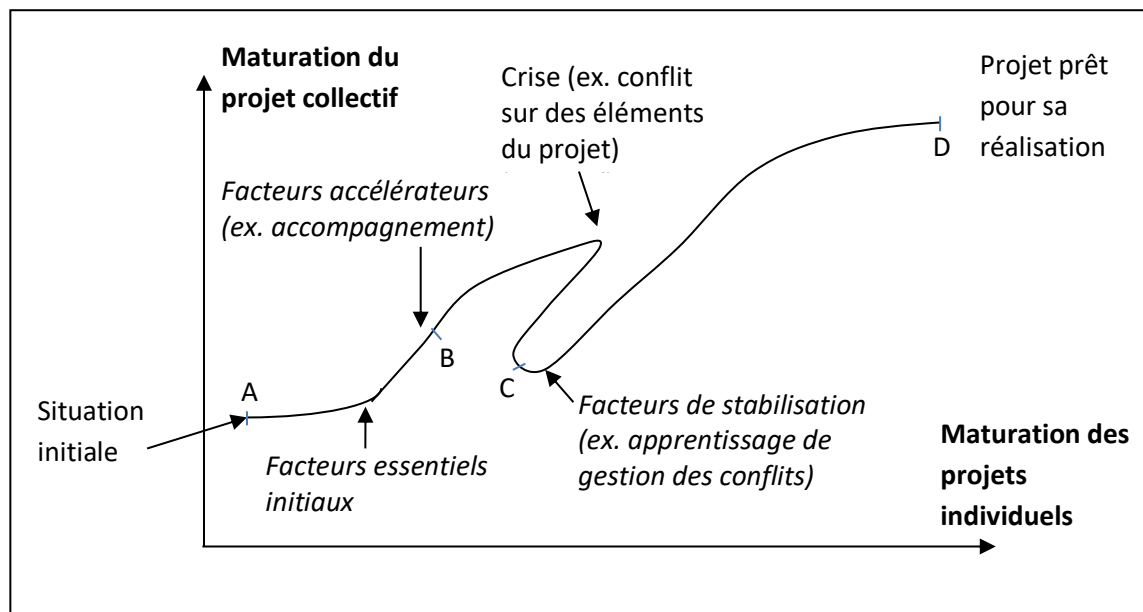 Maturation du
projet collectif
Crise (ex. conflit
sur des éléments
du projet)
Projet prêt
pour sa
réalisation
D
Facteurs accélérateurs
(ex. accompagnement)
B
C
A
Situation
initiale
Facteurs essentiels
initiaux
Facteurs de stabilisation
(ex. apprentissage de
gestion des conflits)
Maturation des
projets
individuels